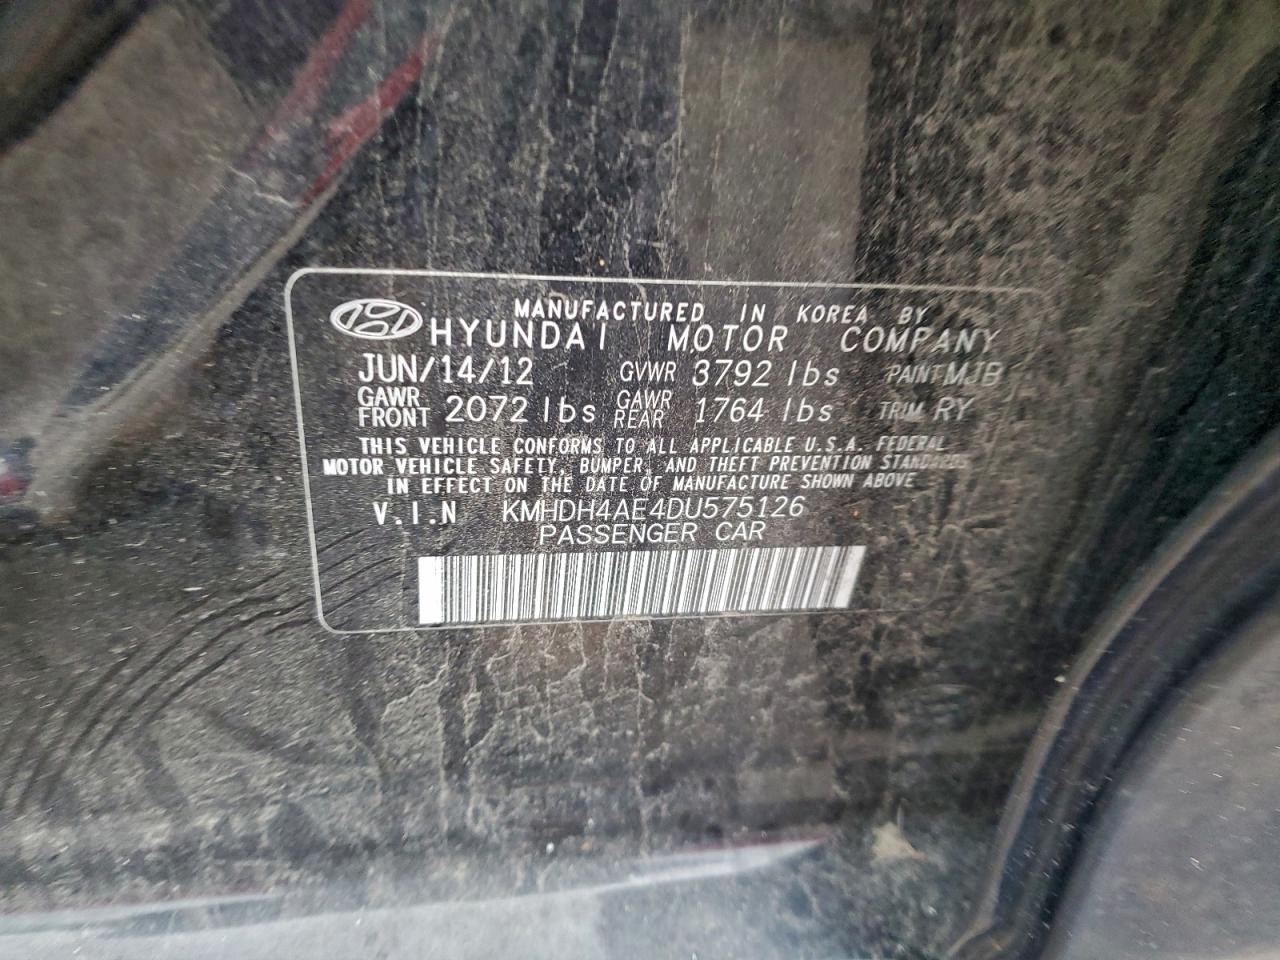 MANUFACTURED IN KOREA BY
HYUNDAI MOTOR COMPANY
JUN/14/12 GVWR 3792 lbs PAINT MJB
GAWR FRONT 2072 lbs GAWR REAR 1764 lbs TRIM RY
THIS VEHICLE CONFORMS TO ALL APPLICABLE U.S.A. FEDERAL
MOTOR VEHICLE SAFETY, BUMPER, AND THEFT PREVENTION STANDARDS
IN EFFECT ON THE DATE OF MANUFACTURE SHOWN ABOVE
V.I.N KMHDH4AE4DU575126
PASSENGER CAR